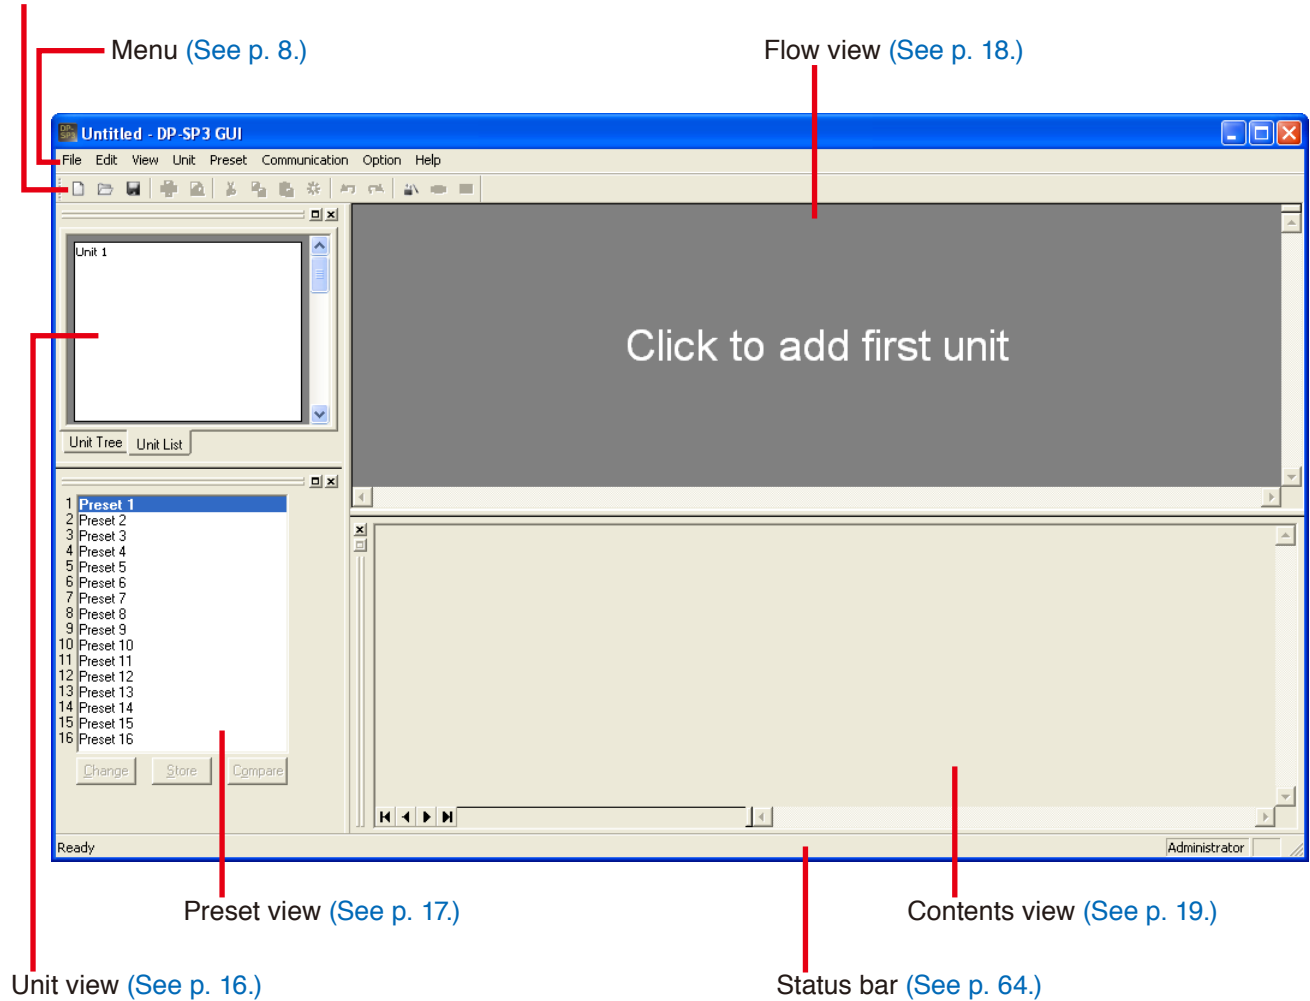 Menu (See p. 8.)
Flow view (See p. 18.)
DP-SP3
Untitled - DP-SP3 GUI
File Edit View Unit Preset Communication Option Help
Unit 1
Click to add first unit
Unit Tree Unit List
1 Preset 1
2 Preset 2
3 Preset 3
4 Preset 4
5 Preset 5
6 Preset 6
7 Preset 7
8 Preset 8
9 Preset 9
10 Preset 10
11 Preset 11
12 Preset 12
13 Preset 13
14 Preset 14
15 Preset 15
16 Preset 16
Change Store Compare
Ready Administrator
Preset view (See p. 17.)
Contents view (See p. 19.)
Unit view (See p. 16.)
Status bar (See p. 64.)